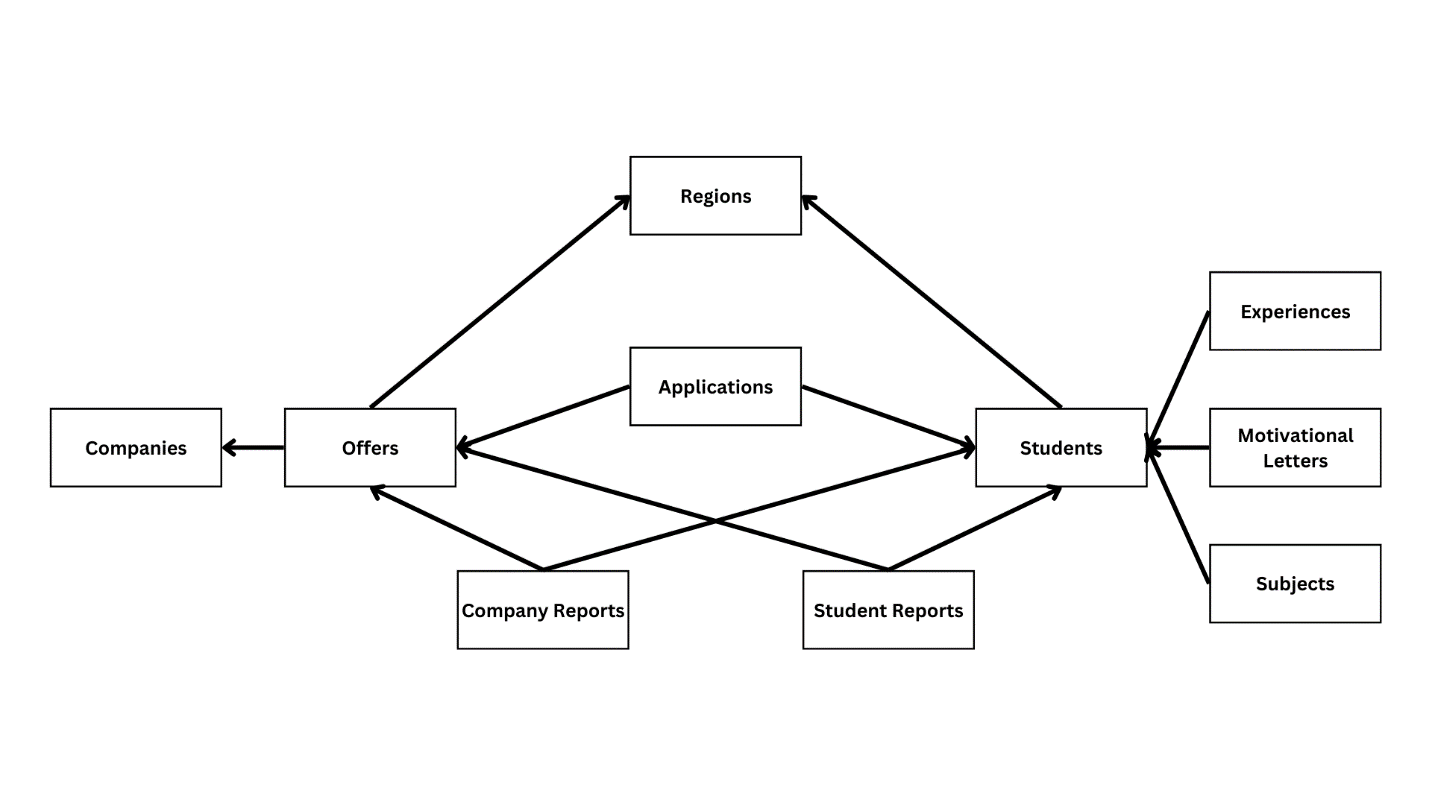 Regions
Experiences
Applications
Companies
Offers
Students
Motivational
Letters
Subjects
Company Reports
Student Reports